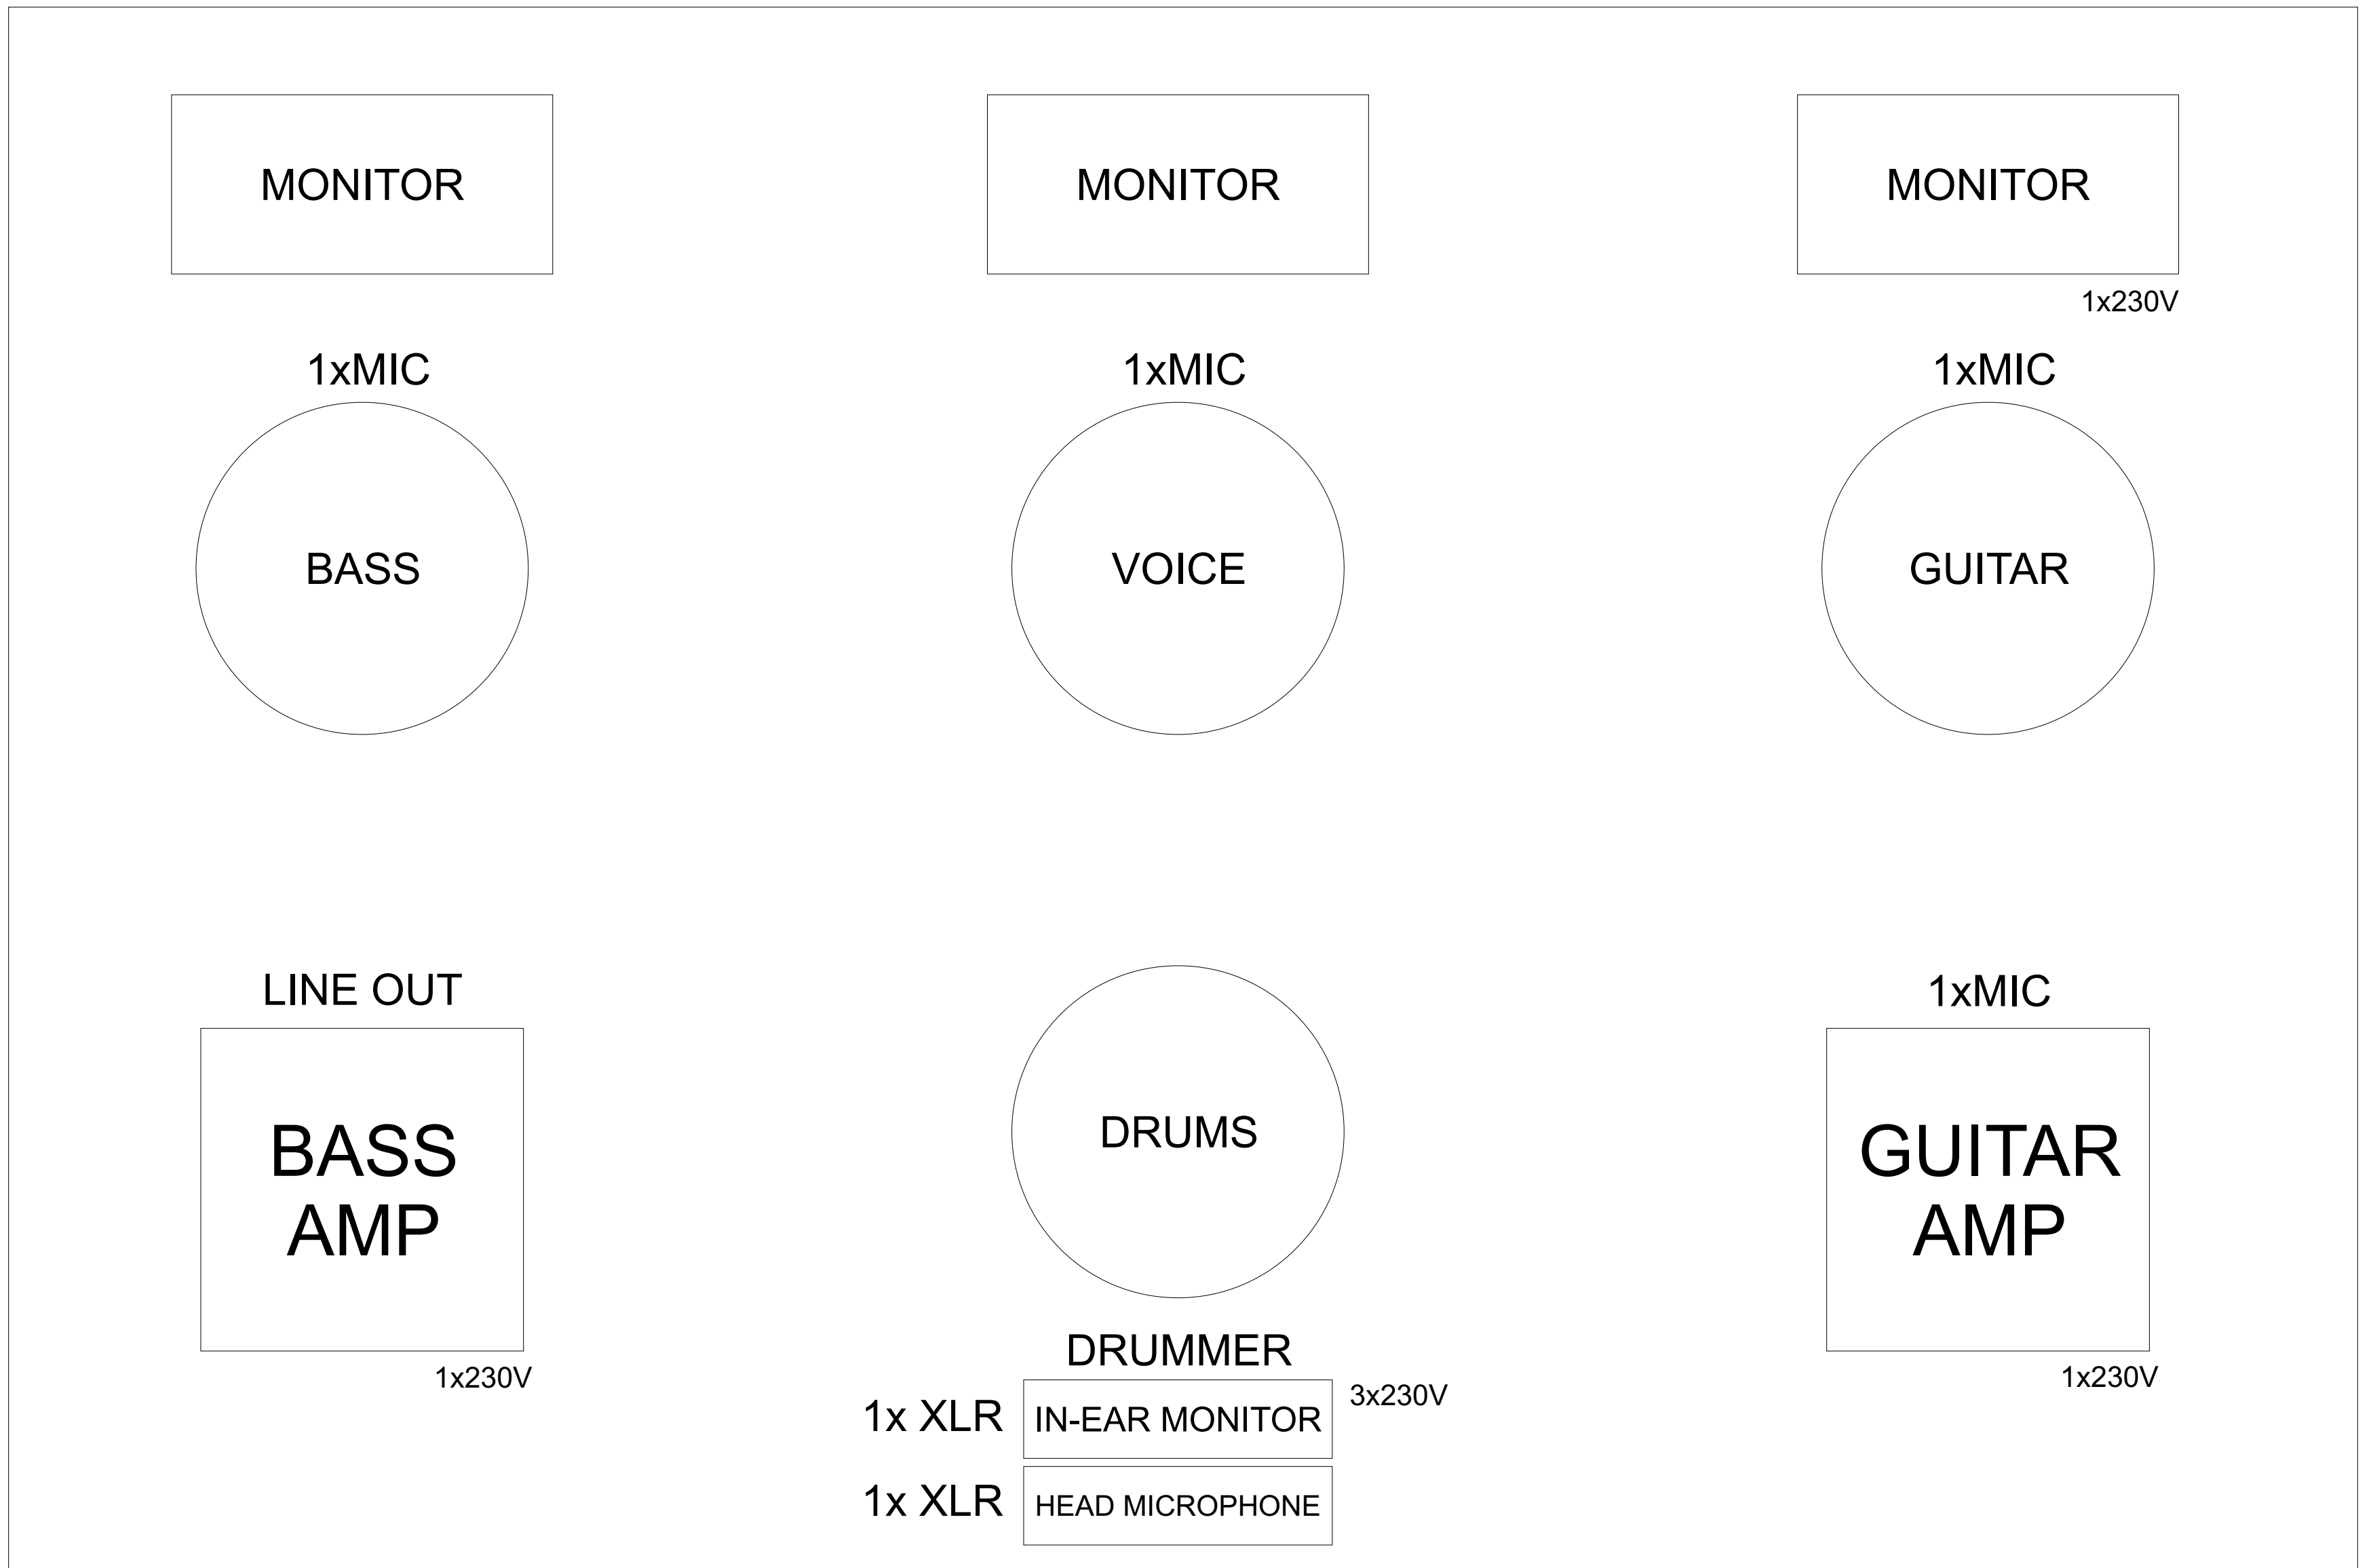 MONITOR
MONITOR
MONITOR
1x230V
1xMIC
1xMIC
1xMIC
BASS
VOICE
GUITAR
LINE OUT
1xMIC
BASS
AMP
DRUMS
GUITAR
AMP
1x230V
DRUMMER
1x230V
1x XLR
IN-EAR MONITOR
3x230V
1x XLR
HEAD MICROPHONE